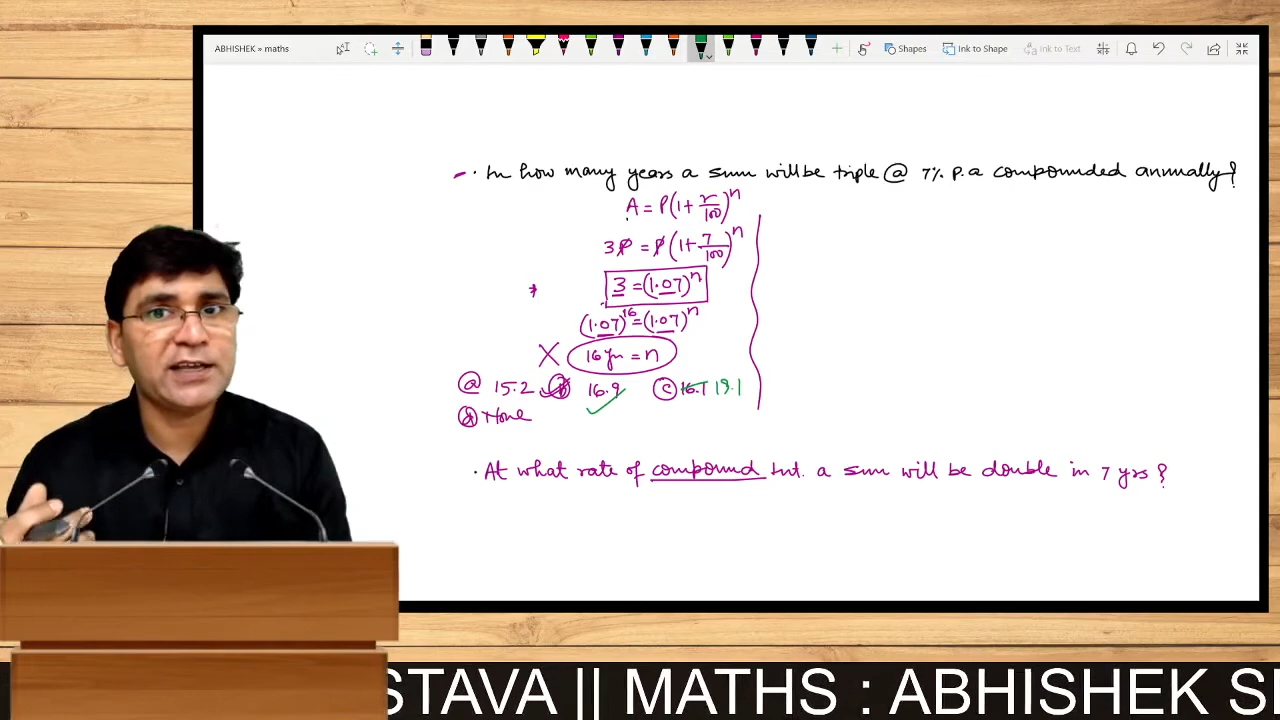 ABHISHEK » maths
Shapes
Ink to Shape
Ink to Text
In how many years a sum will be triple @ 7% p.a compounded annually?
A = P(1+r/100)^n
3P = P(1+7/100)^n
3 = (1.07)^n
(1.07)^16 = (1.07)^n
16 yr = n
(a) 15.2 16.9 (c) 16.1 19.1
(d) None
· At what rate of compound Int. a sum will be double in 7 yrs?
STAVA || MATHS : ABHISHEK S